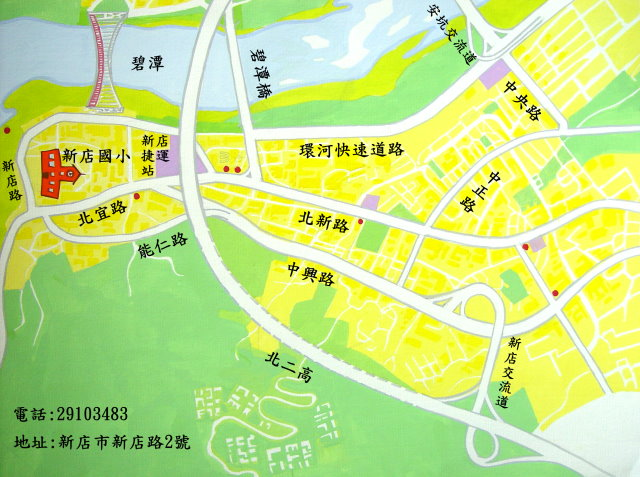 安坑交流道
碧潭
碧潭橋
中央路
新店國小
新店
捷運
站
環河快速道路
新店路
中正路
北宜路
北新路
能仁路
中興路
北二高
新店交流道
電話:29103483
地址:新店市新店路2號